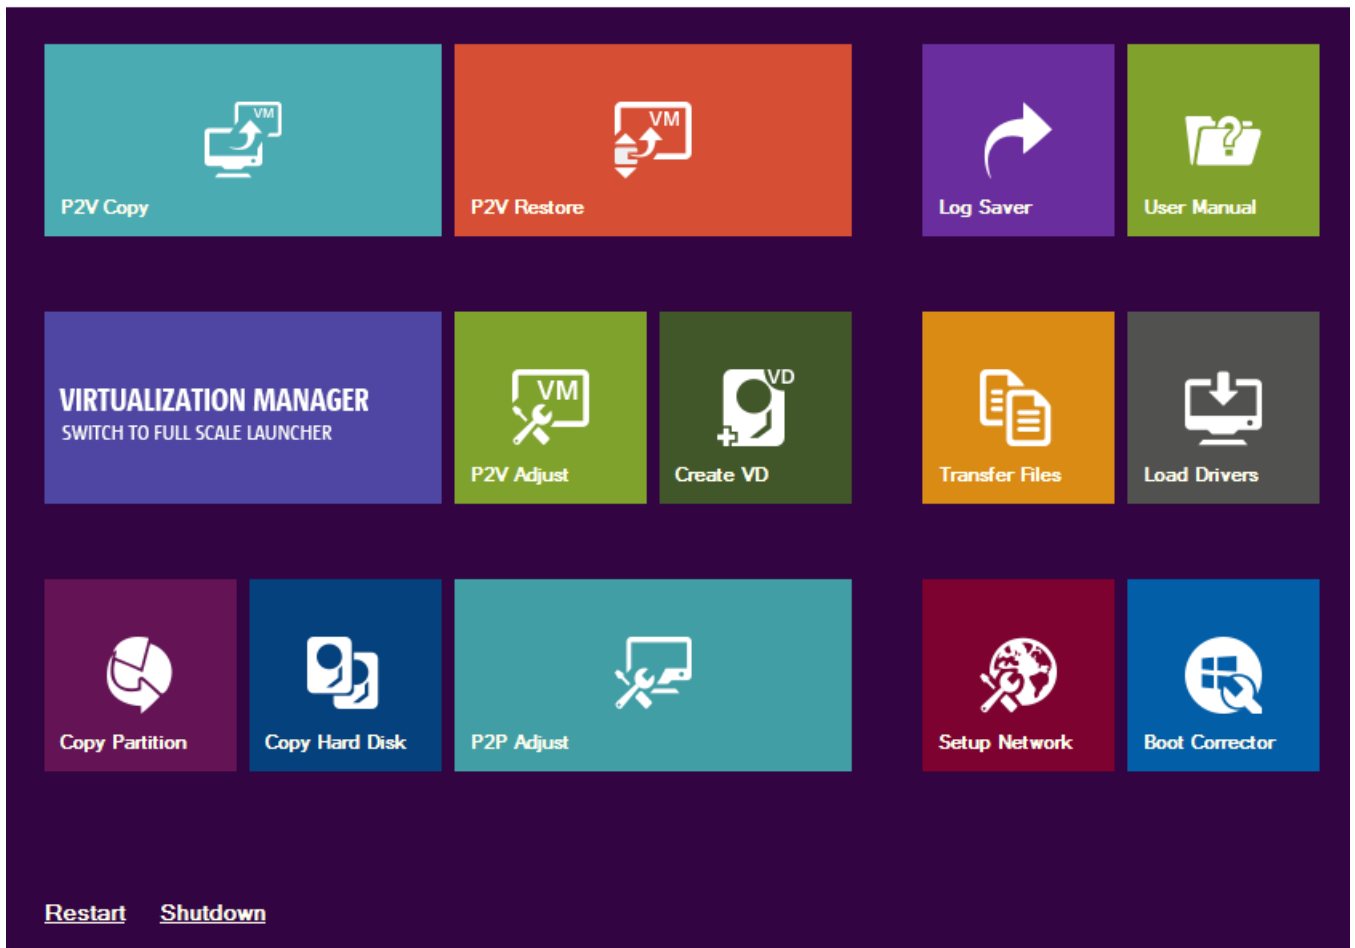 VM
P2V Copy
VM
P2V Restore
Log Saver
?
User Manual
VIRTUALIZATION MANAGER
SWITCH TO FULL SCALE LAUNCHER
VM
P2V Adjust
VD
Create VD
Transfer Files
Load Drivers
Copy Partition
Copy Hard Disk
P2P Adjust
Setup Network
Boot Corrector
Restart
Shutdown